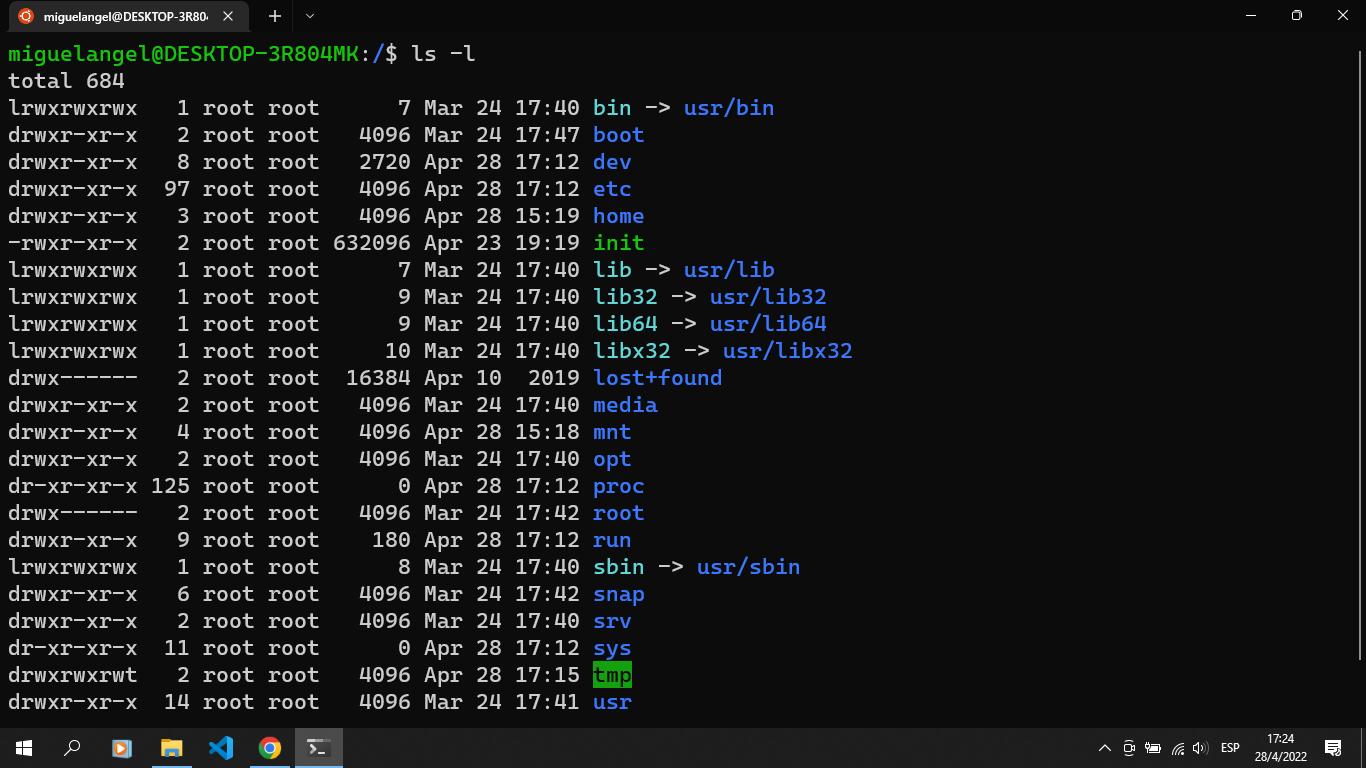 miguelangel@DESKTOP-3R804
miguelangel@DESKTOP-3R804MK:/$ ls -l
total 684
lrwxrwxrwx   1 root root      7 Mar 24 17:40 bin -> usr/bin
drwxr-xr-x   2 root root   4096 Mar 24 17:47 boot
drwxr-xr-x   8 root root   2720 Apr 28 17:12 dev
drwxr-xr-x  97 root root   4096 Apr 28 17:12 etc
drwxr-xr-x   3 root root   4096 Apr 28 15:19 home
-rwxr-xr-x   2 root root 632096 Apr 23 19:19 init
lrwxrwxrwx   1 root root      7 Mar 24 17:40 lib -> usr/lib
lrwxrwxrwx   1 root root      9 Mar 24 17:40 lib32 -> usr/lib32
lrwxrwxrwx   1 root root      9 Mar 24 17:40 lib64 -> usr/lib64
lrwxrwxrwx   1 root root     10 Mar 24 17:40 libx32 -> usr/libx32
drwx------   2 root root  16384 Apr 10  2019 lost+found
drwxr-xr-x   2 root root   4096 Mar 24 17:40 media
drwxr-xr-x   4 root root   4096 Apr 28 15:18 mnt
drwxr-xr-x   2 root root   4096 Mar 24 17:40 opt
dr-xr-xr-x 125 root root      0 Apr 28 17:12 proc
drwx------   2 root root   4096 Mar 24 17:42 root
drwxr-xr-x   9 root root    180 Apr 28 17:12 run
lrwxrwxrwx   1 root root      8 Mar 24 17:40 sbin -> usr/sbin
drwxr-xr-x   6 root root   4096 Mar 24 17:42 snap
drwxr-xr-x   2 root root   4096 Mar 24 17:40 srv
dr-xr-xr-x  11 root root      0 Apr 28 17:12 sys
drwxrwxrwt   2 root root   4096 Apr 28 17:15 tmp
drwxr-xr-x  14 root root   4096 Mar 24 17:41 usr
ESP
17:24
28/4/2022